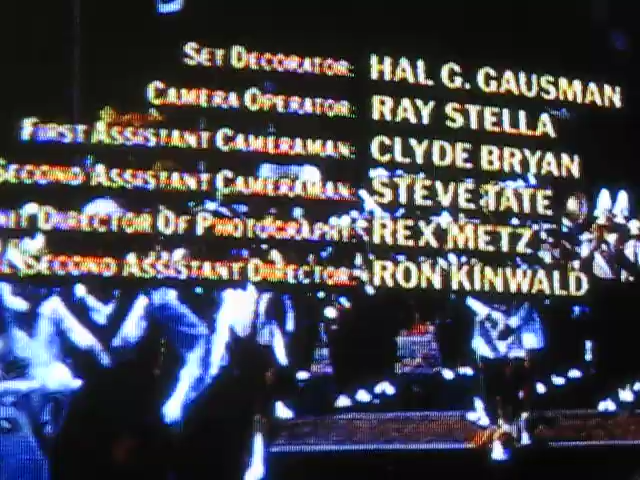 SET DECORATOR: HAL G. GAUSMAN
CAMERA OPERATOR: RAY STELLA
FIRST ASSISTANT CAMERAMAN: CLYDE BRYAN
SECOND ASSISTANT CAMERAMAN: STEVE TATE
DIRECTOR OF PHOTOGRAPHY: REX METZ
SECOND ASSISTANT DIRECTOR: RON KINWALD